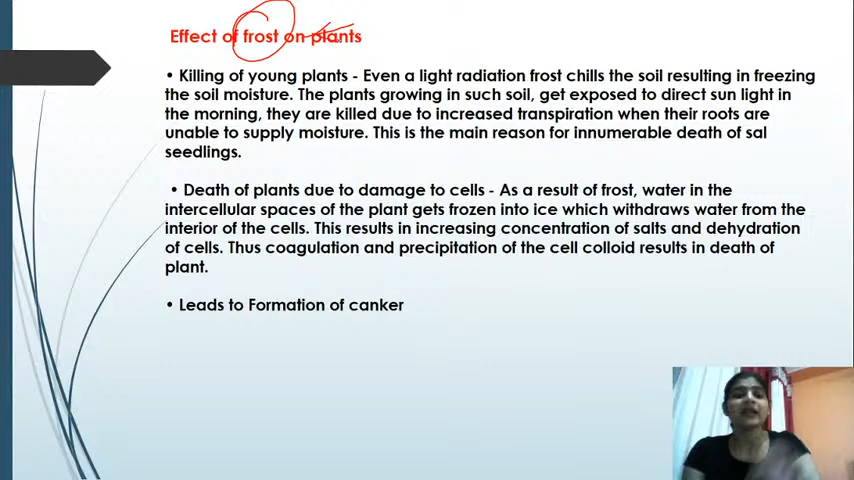 Effect of frost on plants
• Killing of young plants - Even a light radiation frost chills the soil resulting in freezing
the soil moisture. The plants growing in such soil, get exposed to direct sun light in
the morning, they are killed due to increased transpiration when their roots are
unable to supply moisture. This is the main reason for innumerable death of sal
seedlings.
• Death of plants due to damage to cells - As a result of frost, water in the
intercellular spaces of the plant gets frozen into ice which withdraws water from the
interior of the cells. This results in increasing concentration of salts and dehydration
of cells. Thus coagulation and precipitation of the cell colloid results in death of
plant.
• Leads to Formation of canker